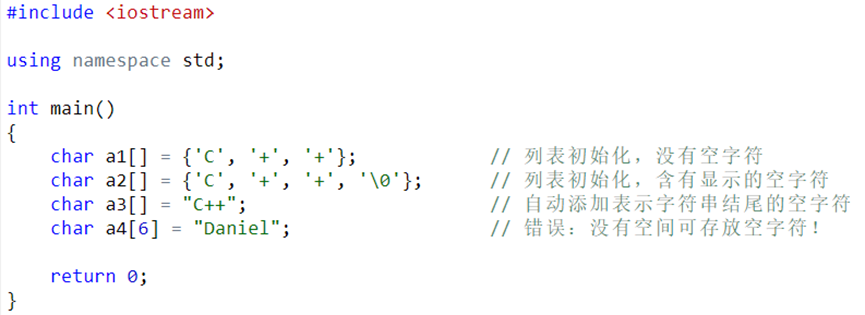 #include <iostream>
using namespace std;
int main()
{
    char a1[] = {'C', '+', '+'};               // 列表初始化，没有空字符
    char a2[] = {'C', '+', '+', '\0'};         // 列表初始化，含有显示的空字符
    char a3[] = "C++";                         // 自动添加表示字符串结尾的空字符
    char a4[6] = "Daniel";                     // 错误：没有空间可存放空字符！
    return 0;
}